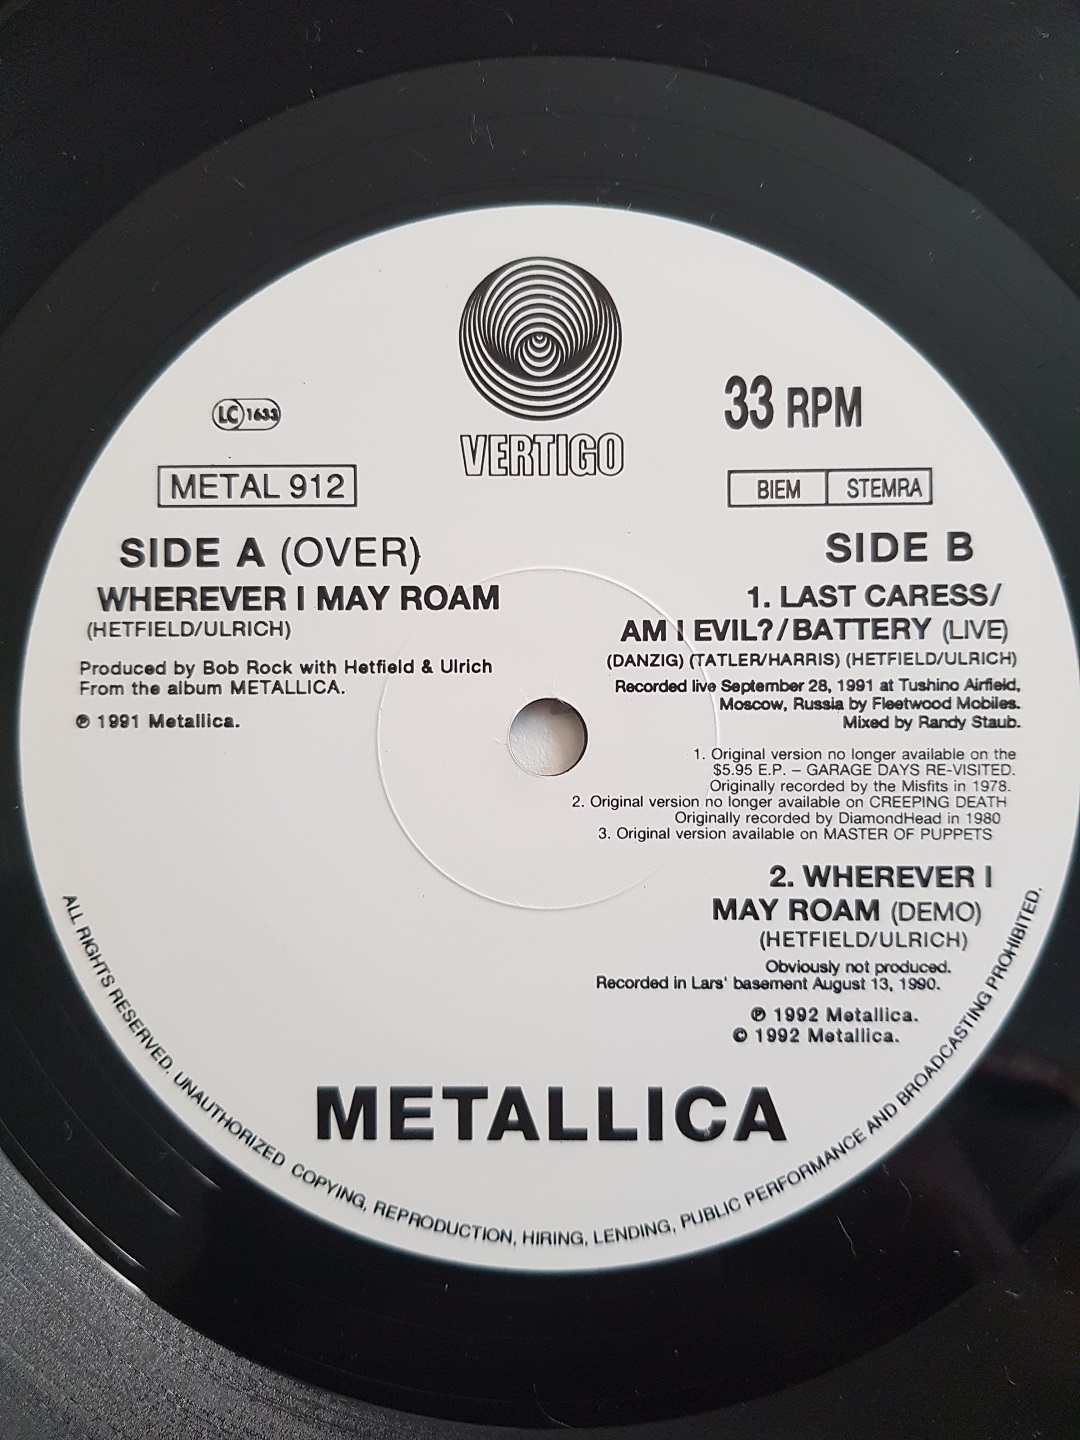 VERTIGO
LC 1633
33 RPM
METAL 912
BIEM STEMRA
SIDE A (OVER)
WHEREVER I MAY ROAM
(HETFIELD/ULRICH)
Produced by Bob Rock with Hetfield & Ulrich
From the album METALLICA.
℗ 1991 Metallica.
SIDE B
1. LAST CARESS/
AM I EVIL?/BATTERY (LIVE)
(DANZIG) (TATLER/HARRIS) (HETFIELD/ULRICH)
Recorded live September 28, 1991 at Tushino Airfield,
Moscow, Russia by Fleetwood Mobiles.
Mixed by Randy Staub.
1. Original version no longer available on the
$5.95 E.P. – GARAGE DAYS RE-VISITED.
Originally recorded by the Misfits in 1978.
2. Original version no longer available on CREEPING DEATH
Originally recorded by DiamondHead in 1980
3. Original version available on MASTER OF PUPPETS
2. WHEREVER I
MAY ROAM (DEMO)
(HETFIELD/ULRICH)
Obviously not produced.
Recorded in Lars' basement August 13, 1990.
℗ 1992 Metallica.
© 1992 Metallica.
METALLICA
ALL RIGHTS RESERVED. UNAUTHORIZED COPYING, REPRODUCTION, HIRING, LENDING, PUBLIC PERFORMANCE AND BROADCASTING PROHIBITED.